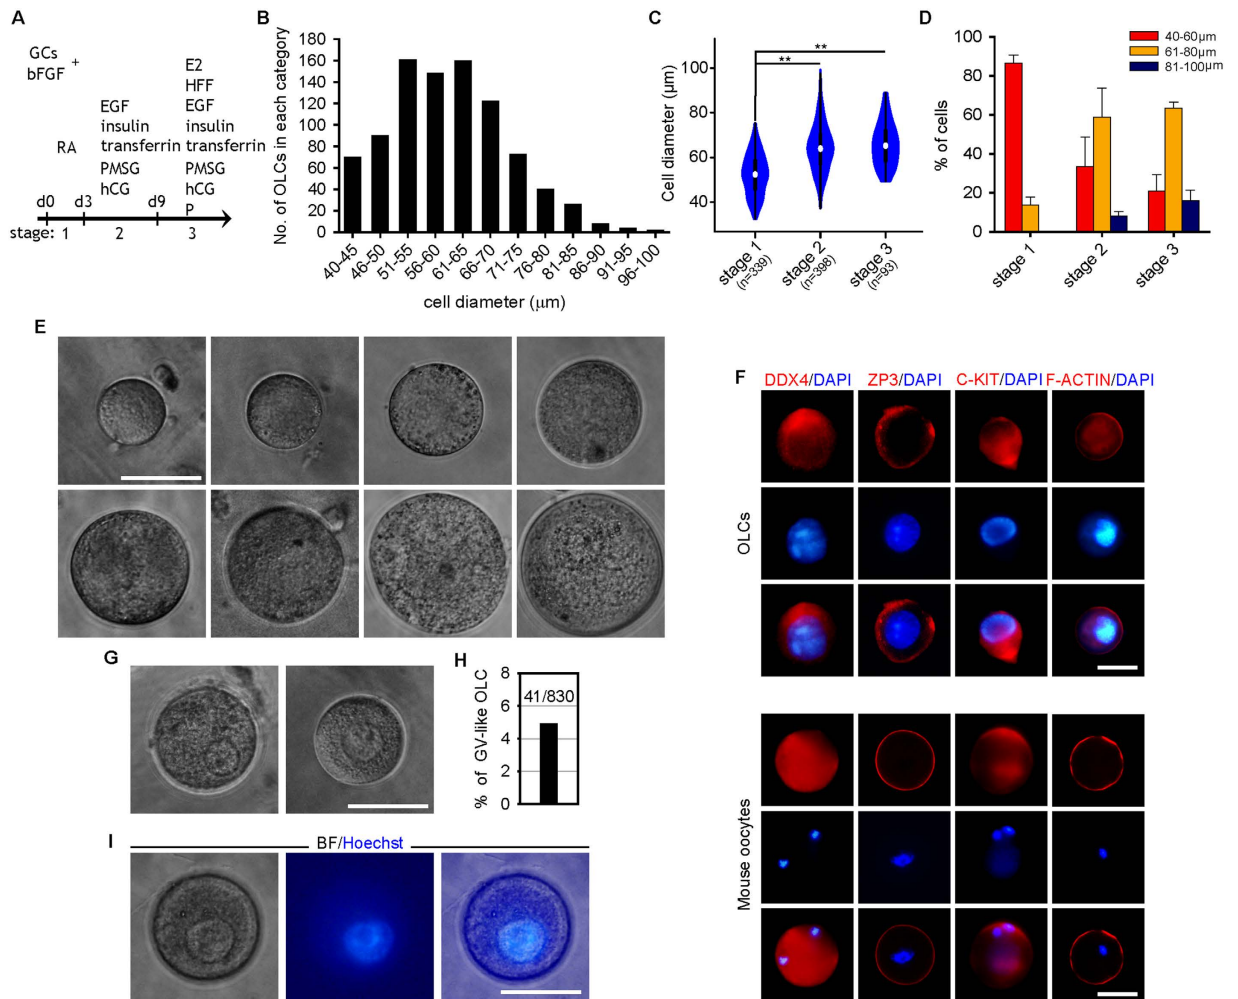 A
GCs
bFGF
+
RA
EGF
insulin
transferrin
PMSG
hCG
E2
HFF
EGF
insulin
transferrin
PMSG
hCG
P
d0 d3 d9
stage: 1 2 3
B
No. of OLCs in each category
180
160
140
120
100
80
60
40
20
0
40-45
46-50
51-55
56-60
61-65
66-70
71-75
76-80
81-85
86-90
91-95
96-100
cell diameter (μm)
C
Cell diameter (μm)
100
80
60
40
**
**
stage 1
(n=339)
stage 2
(n=398)
stage 3
(n=93)
D
% of cells
100
80
60
40
20
0
40-60μm
61-80μm
81-100μm
stage 1
stage 2
stage 3
E
F
DDX4/DAPI ZP3/DAPI C-KIT/DAPI F-ACTIN/DAPI
OLCs
Mouse oocytes
G
H
% of GV-like OLC
8
6
4
2
0
41/830
I
BF/Hoechst